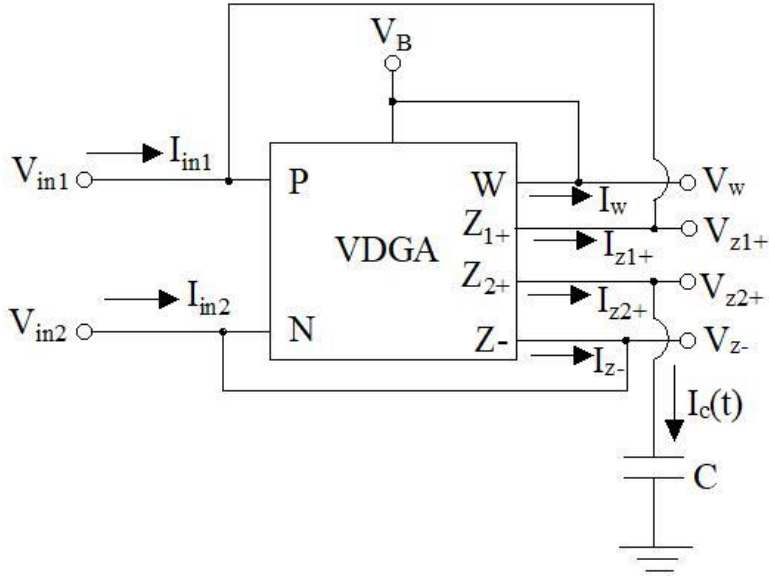 V_B
I_in1
V_in1
P
W
V_w
I_w
Z_1+
V_z1+
VDGA
I_z1+
Z_2+
V_z2+
I_in2
I_z2+
V_in2
N
Z-
V_z-
I_z-
I_c(t)
C